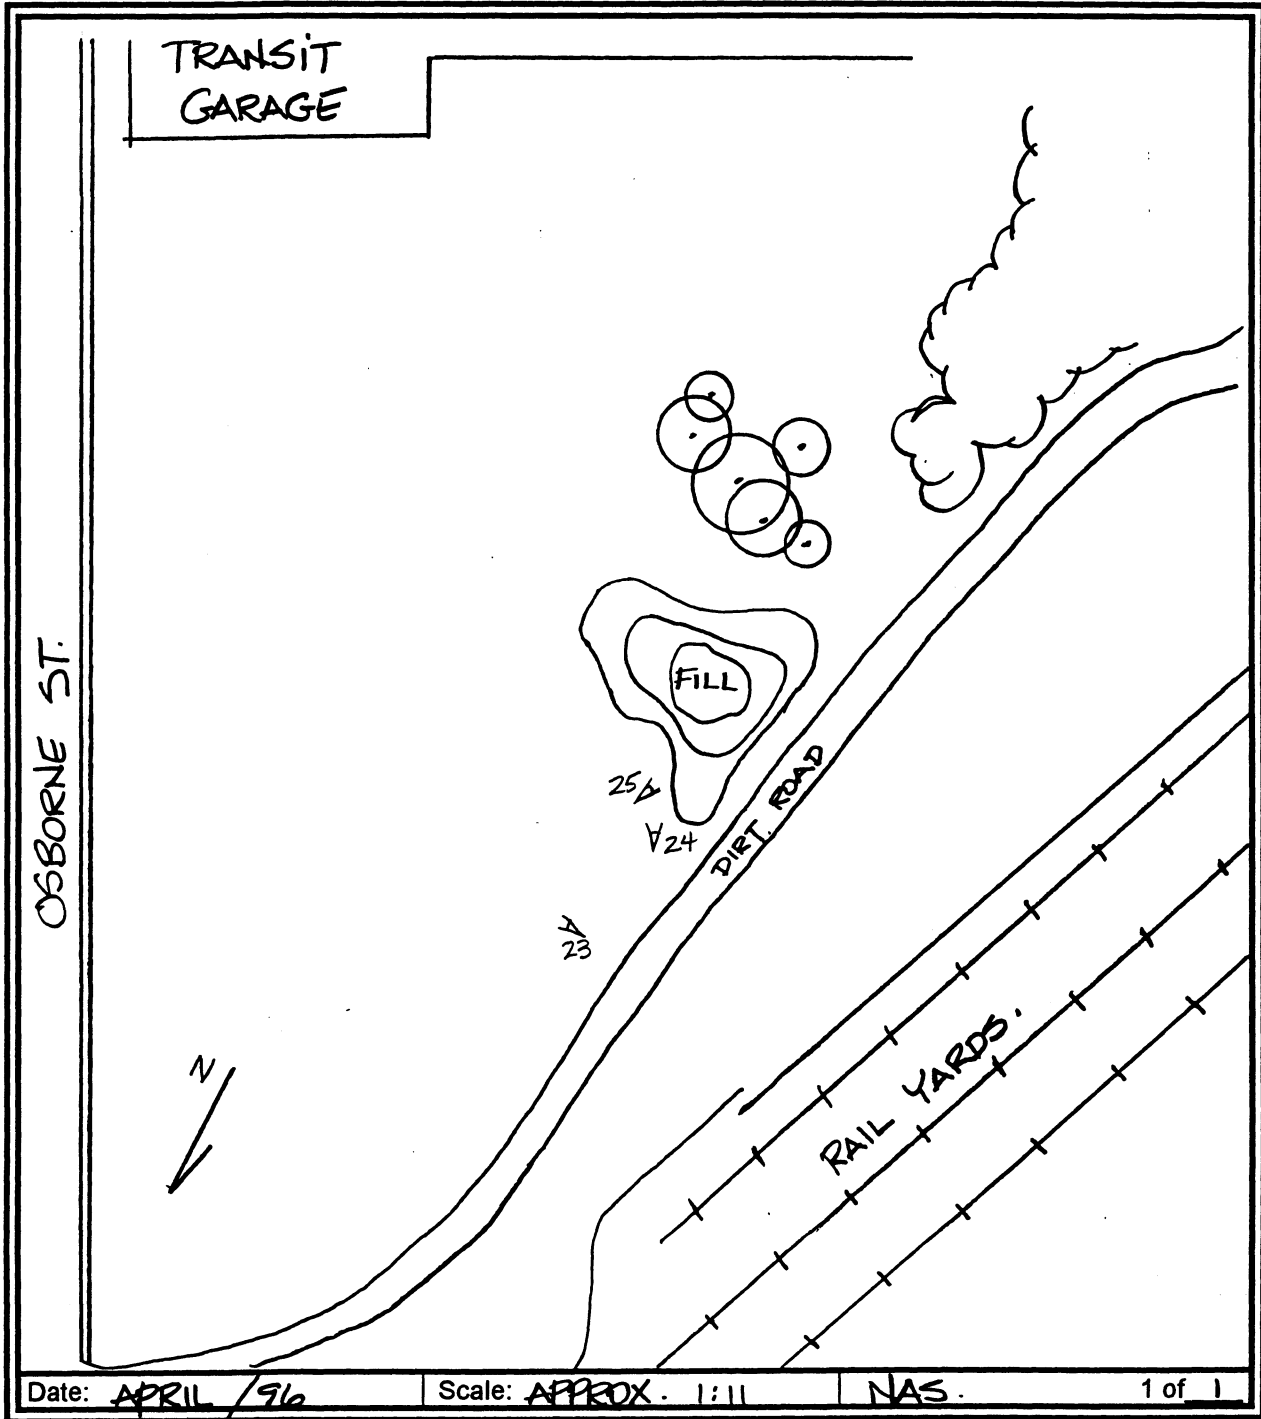 TRANSIT
GARAGE
OSBORNE ST.
FILL
25
24
DIRT. ROAD
23
N
RAIL YARDS.
Date: APRIL / 96
Scale: APPROX. 1:11
NAS.
1 of 1